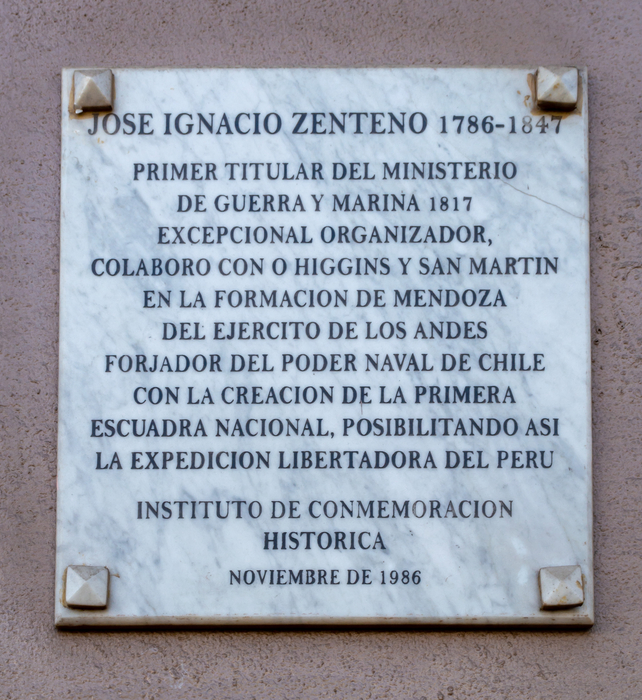 JOSE IGNACIO ZENTENO 1786-1847
PRIMER TITULAR DEL MINISTERIO
DE GUERRA Y MARINA 1817
EXCEPCIONAL ORGANIZADOR,
COLABORO CON O HIGGINS Y SAN MARTIN
EN LA FORMACION DE MENDOZA
DEL EJERCITO DE LOS ANDES
FORJADOR DEL PODER NAVAL DE CHILE
CON LA CREACION DE LA PRIMERA
ESCUADRA NACIONAL, POSIBILITANDO ASI
LA EXPEDICION LIBERTADORA DEL PERU
INSTITUTO DE CONMEMORACION
HISTORICA
NOVIEMBRE DE 1986